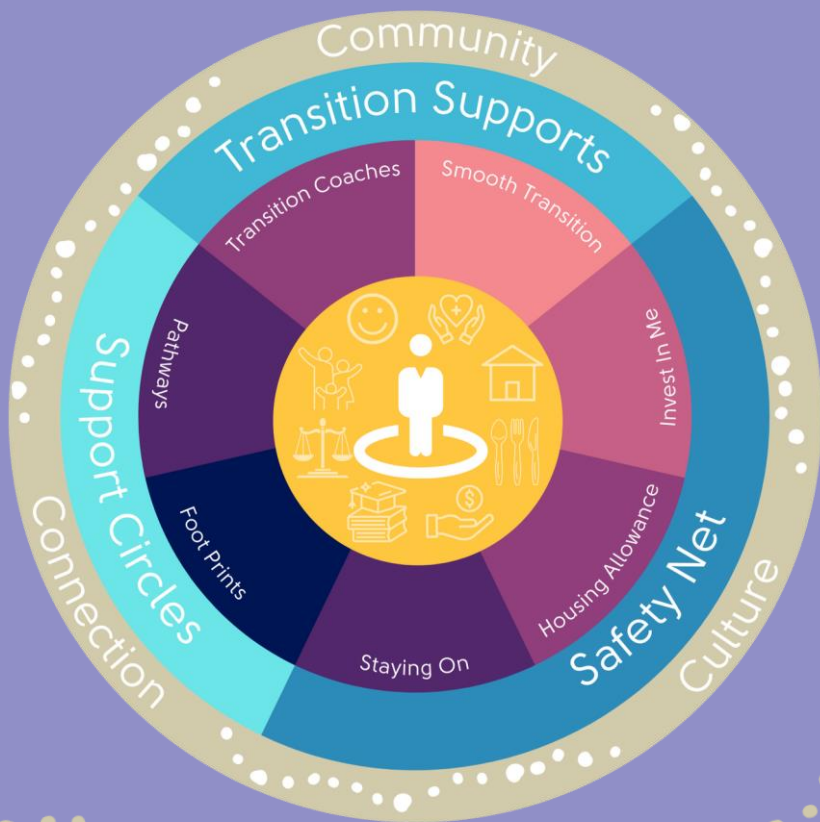 Community
Transition Supports
Transition Coaches
Smooth Transition
Pathways
Invest In Me
Support Circles
Foot Prints
Housing Allowance
Safety Net
Staying On
Connection
Culture
$